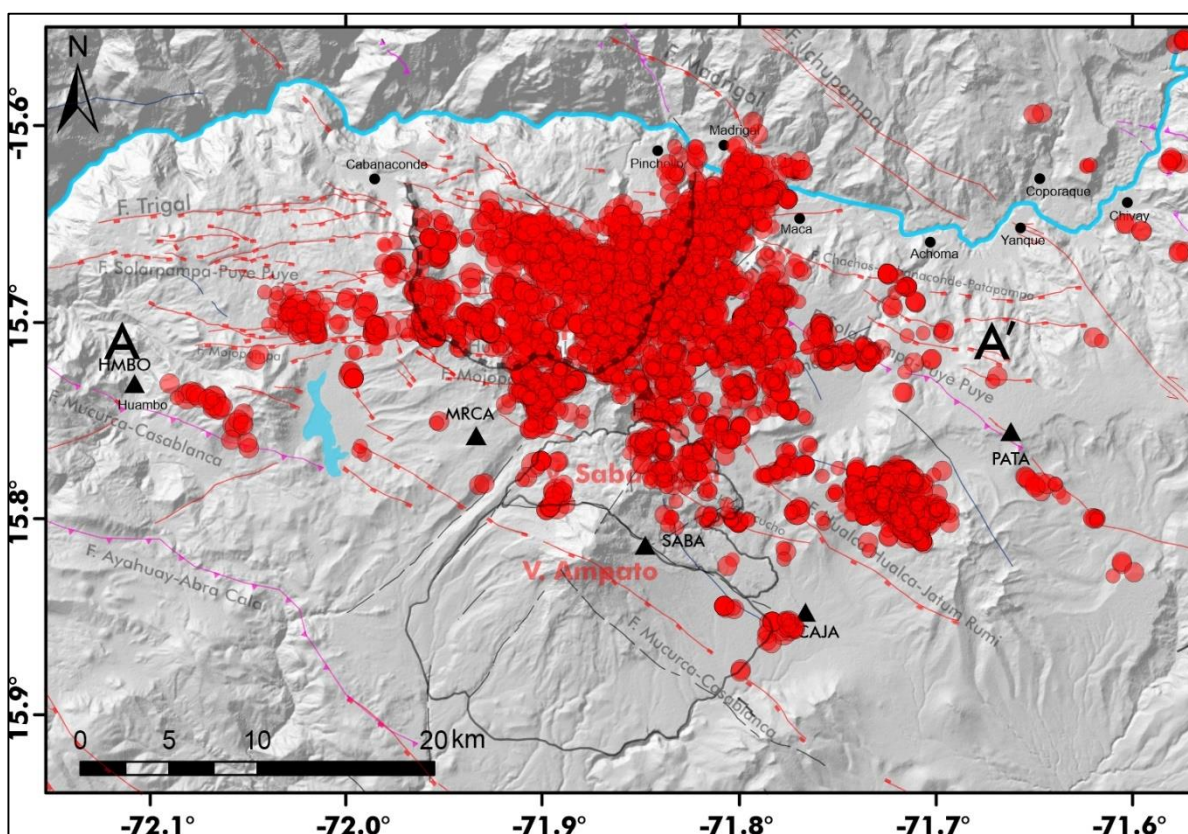 N
F. Ichupampa
F. Madrigal
-15.6°
Madrigal
Cabanaconde
Coporaque
F. Trigal
Chivay
Maca
Yanque
Achoma
F. Solarpampa-Puye Puye
-15.7°
A
A′
F. Mojopampa
HMBO
Huambo
F. Mucurca-Casablanca
MRCA
PATA
-15.8°
SABA
F. Ayahuay-Abra Cala
V. Ampato
F. Hualca Hualca-Jatum Rumi
CAJA
F. Mucurca-Casablanca
-15.9°
0 5 10 20 km
-72.1° -72.0° -71.9° -71.8° -71.7° -71.6°